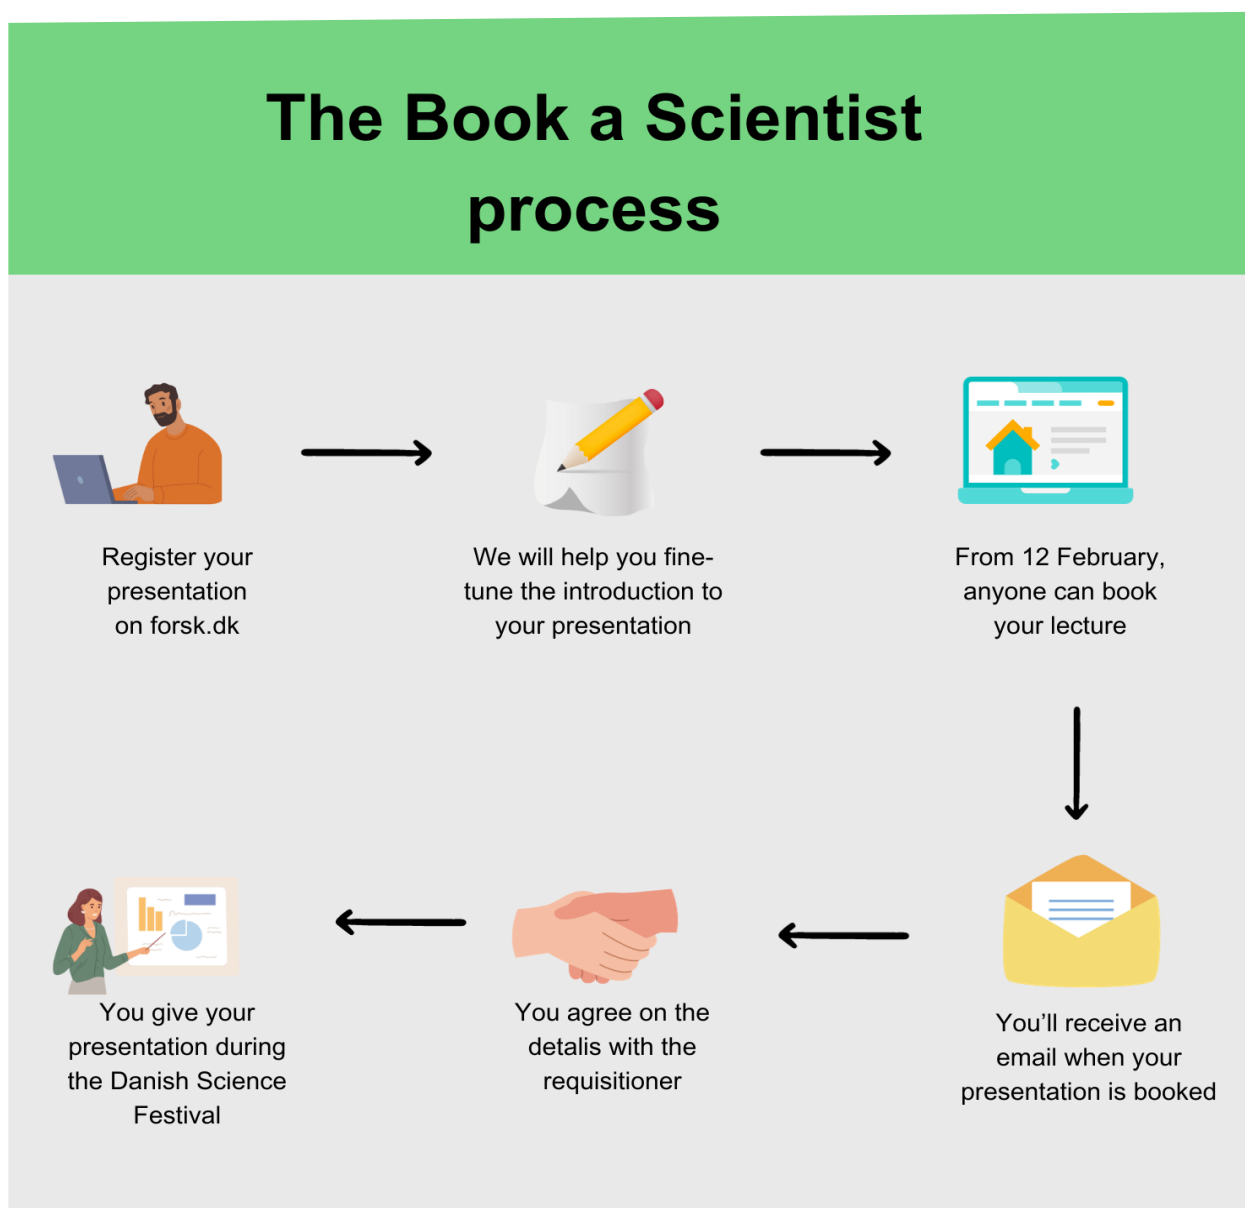 The Book a Scientist
process
Register your
presentation
on forsk.dk
We will help you fine-
tune the introduction to
your presentation
From 12 February,
anyone can book
your lecture
You give your
presentation during
the Danish Science
Festival
You agree on the
detalis with the
requisitioner
You’ll receive an
email when your
presentation is booked